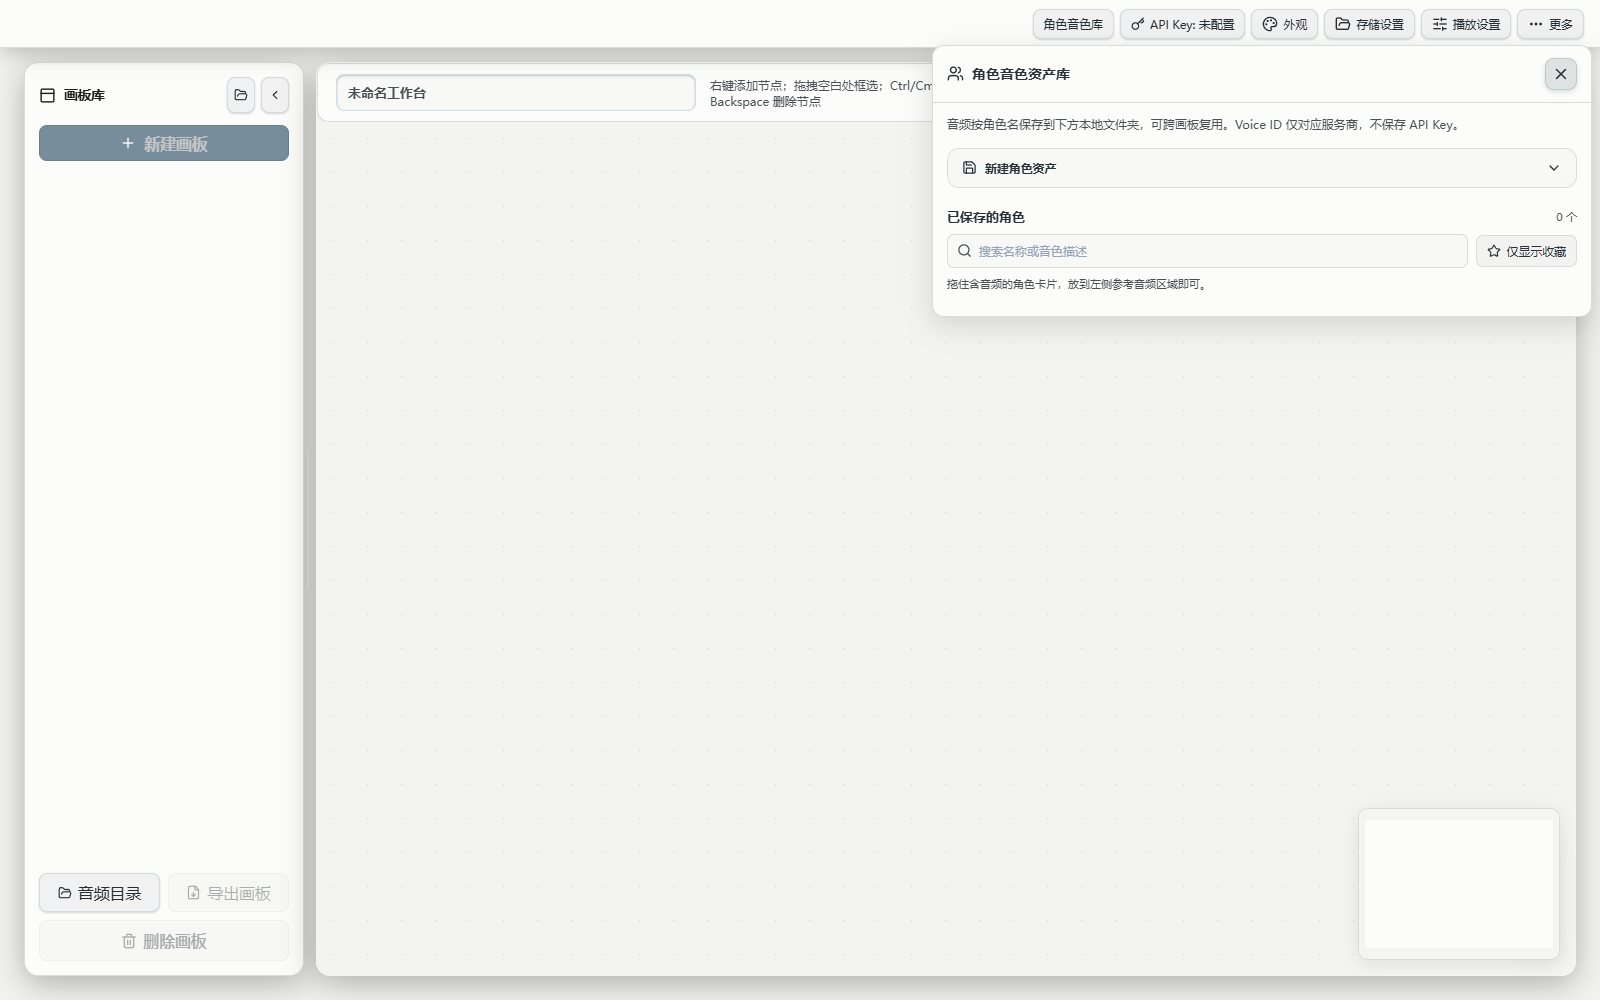 角色音色库
API Key: 未配置
外观
存储设置
播放设置
更多
画板库
新建画板
音频目录
导出画板
删除画板
未命名工作台
右键添加节点；拖拽空白处框选；Ctrl/Cm
Backspace 删除节点
角色音色资产库
音频按角色名保存到下方本地文件夹，可跨画板复用。Voice ID 仅对应服务商，不保存 API Key。
新建角色资产
已保存的角色
0 个
搜索名称或音色描述
仅显示收藏
拖住含音频的角色卡片，放到左侧参考音频区域即可。